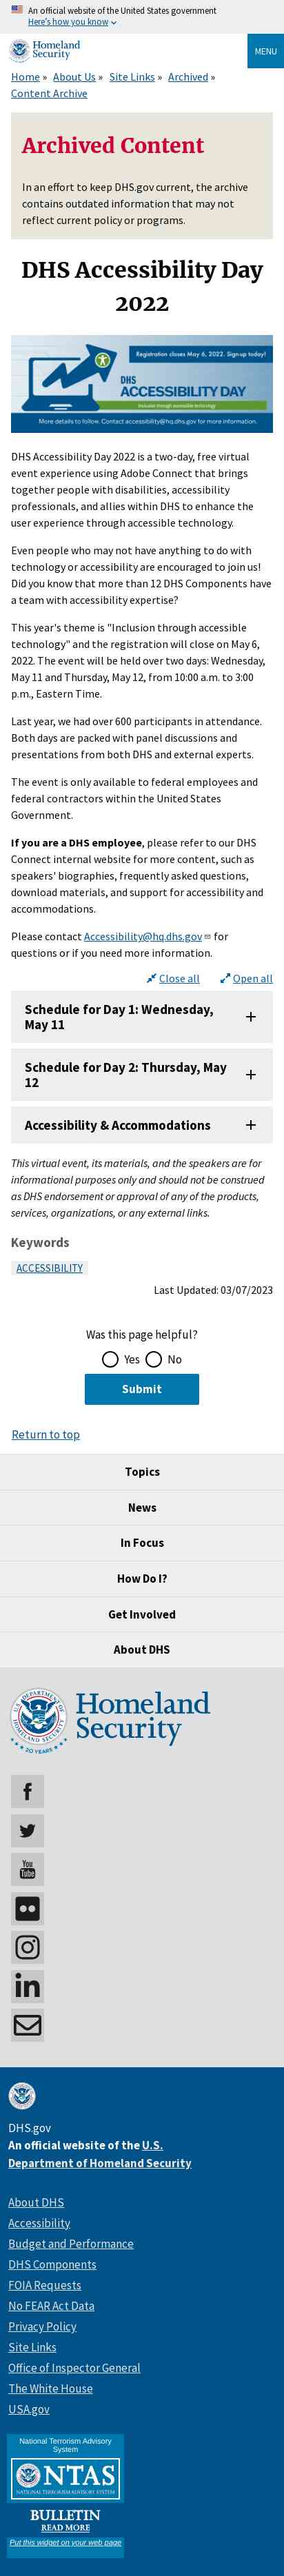 An official website of the United States government
Here's how you know
Homeland
Security
MENU
Home » About Us » Site Links » Archived »
Content Archive
Archived Content
In an effort to keep DHS.gov current, the archive
contains outdated information that may not
reflect current policy or programs.
DHS Accessibility Day
2022
Registration closes May 6, 2022. Sign up today!
DHS
ACCESSIBILITY DAY
Inclusion through accessible technology
More details to follow. Contact accessibility@hq.dhs.gov for more information.
DHS Accessibility Day 2022 is a two-day, free virtual
event experience using Adobe Connect that brings
together people with disabilities, accessibility
professionals, and allies within DHS to enhance the
user experience through accessible technology.
Even people who may not have anything to do with
technology or accessibility are encouraged to join us!
Did you know that more than 12 DHS Components have
a team with accessibility expertise?
This year's theme is "Inclusion through accessible
technology" and the registration will close on May 6,
2022. The event will be held over two days: Wednesday,
May 11 and Thursday, May 12, from 10:00 a.m. to 3:00
p.m., Eastern Time.
Last year, we had over 600 participants in attendance.
Both days are packed with panel discussions and
presentations from both DHS and external experts.
The event is only available to federal employees and
federal contractors within the United States
Government.
If you are a DHS employee, please refer to our DHS
Connect internal website for more content, such as
speakers' biographies, frequently asked questions,
download materials, and support for accessibility and
accommodations.
Please contact Accessibility@hq.dhs.gov for
questions or if you need more information.
Close all Open all
Schedule for Day 1: Wednesday,
May 11
Schedule for Day 2: Thursday, May
12
Accessibility & Accommodations
This virtual event, its materials, and the speakers are for
informational purposes only and should not be construed
as DHS endorsement or approval of any of the products,
services, organizations, or any external links.
Keywords
ACCESSIBILITY
Last Updated: 03/07/2023
Was this page helpful?
Yes No
Submit
Return to top
Topics
News
In Focus
How Do I?
Get Involved
About DHS
U.S. DEPARTMENT OF HOMELAND SECURITY
Homeland
Security
20 YEARS
You
Tube
DHS.gov
An official website of the U.S.
Department of Homeland Security
About DHS
Accessibility
Budget and Performance
DHS Components
FOIA Requests
No FEAR Act Data
Privacy Policy
Site Links
Office of Inspector General
The White House
USA.gov
National Terrorism Advisory
System
NTAS
NATIONAL TERRORISM ADVISORY SYSTEM
BULLETIN
READ MORE
Put this widget on your web page